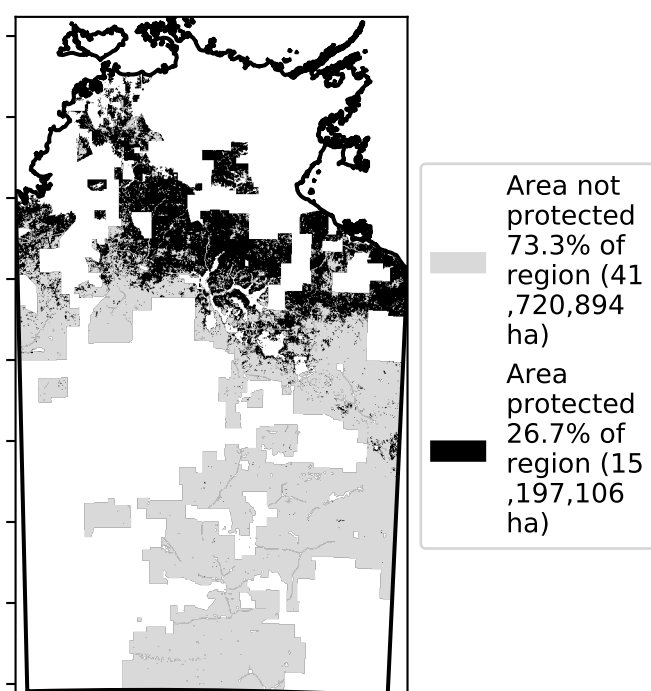 Area not
protected
73.3% of
region (41
,720,894
ha)
Area
protected
26.7% of
region (15
,197,106
ha)